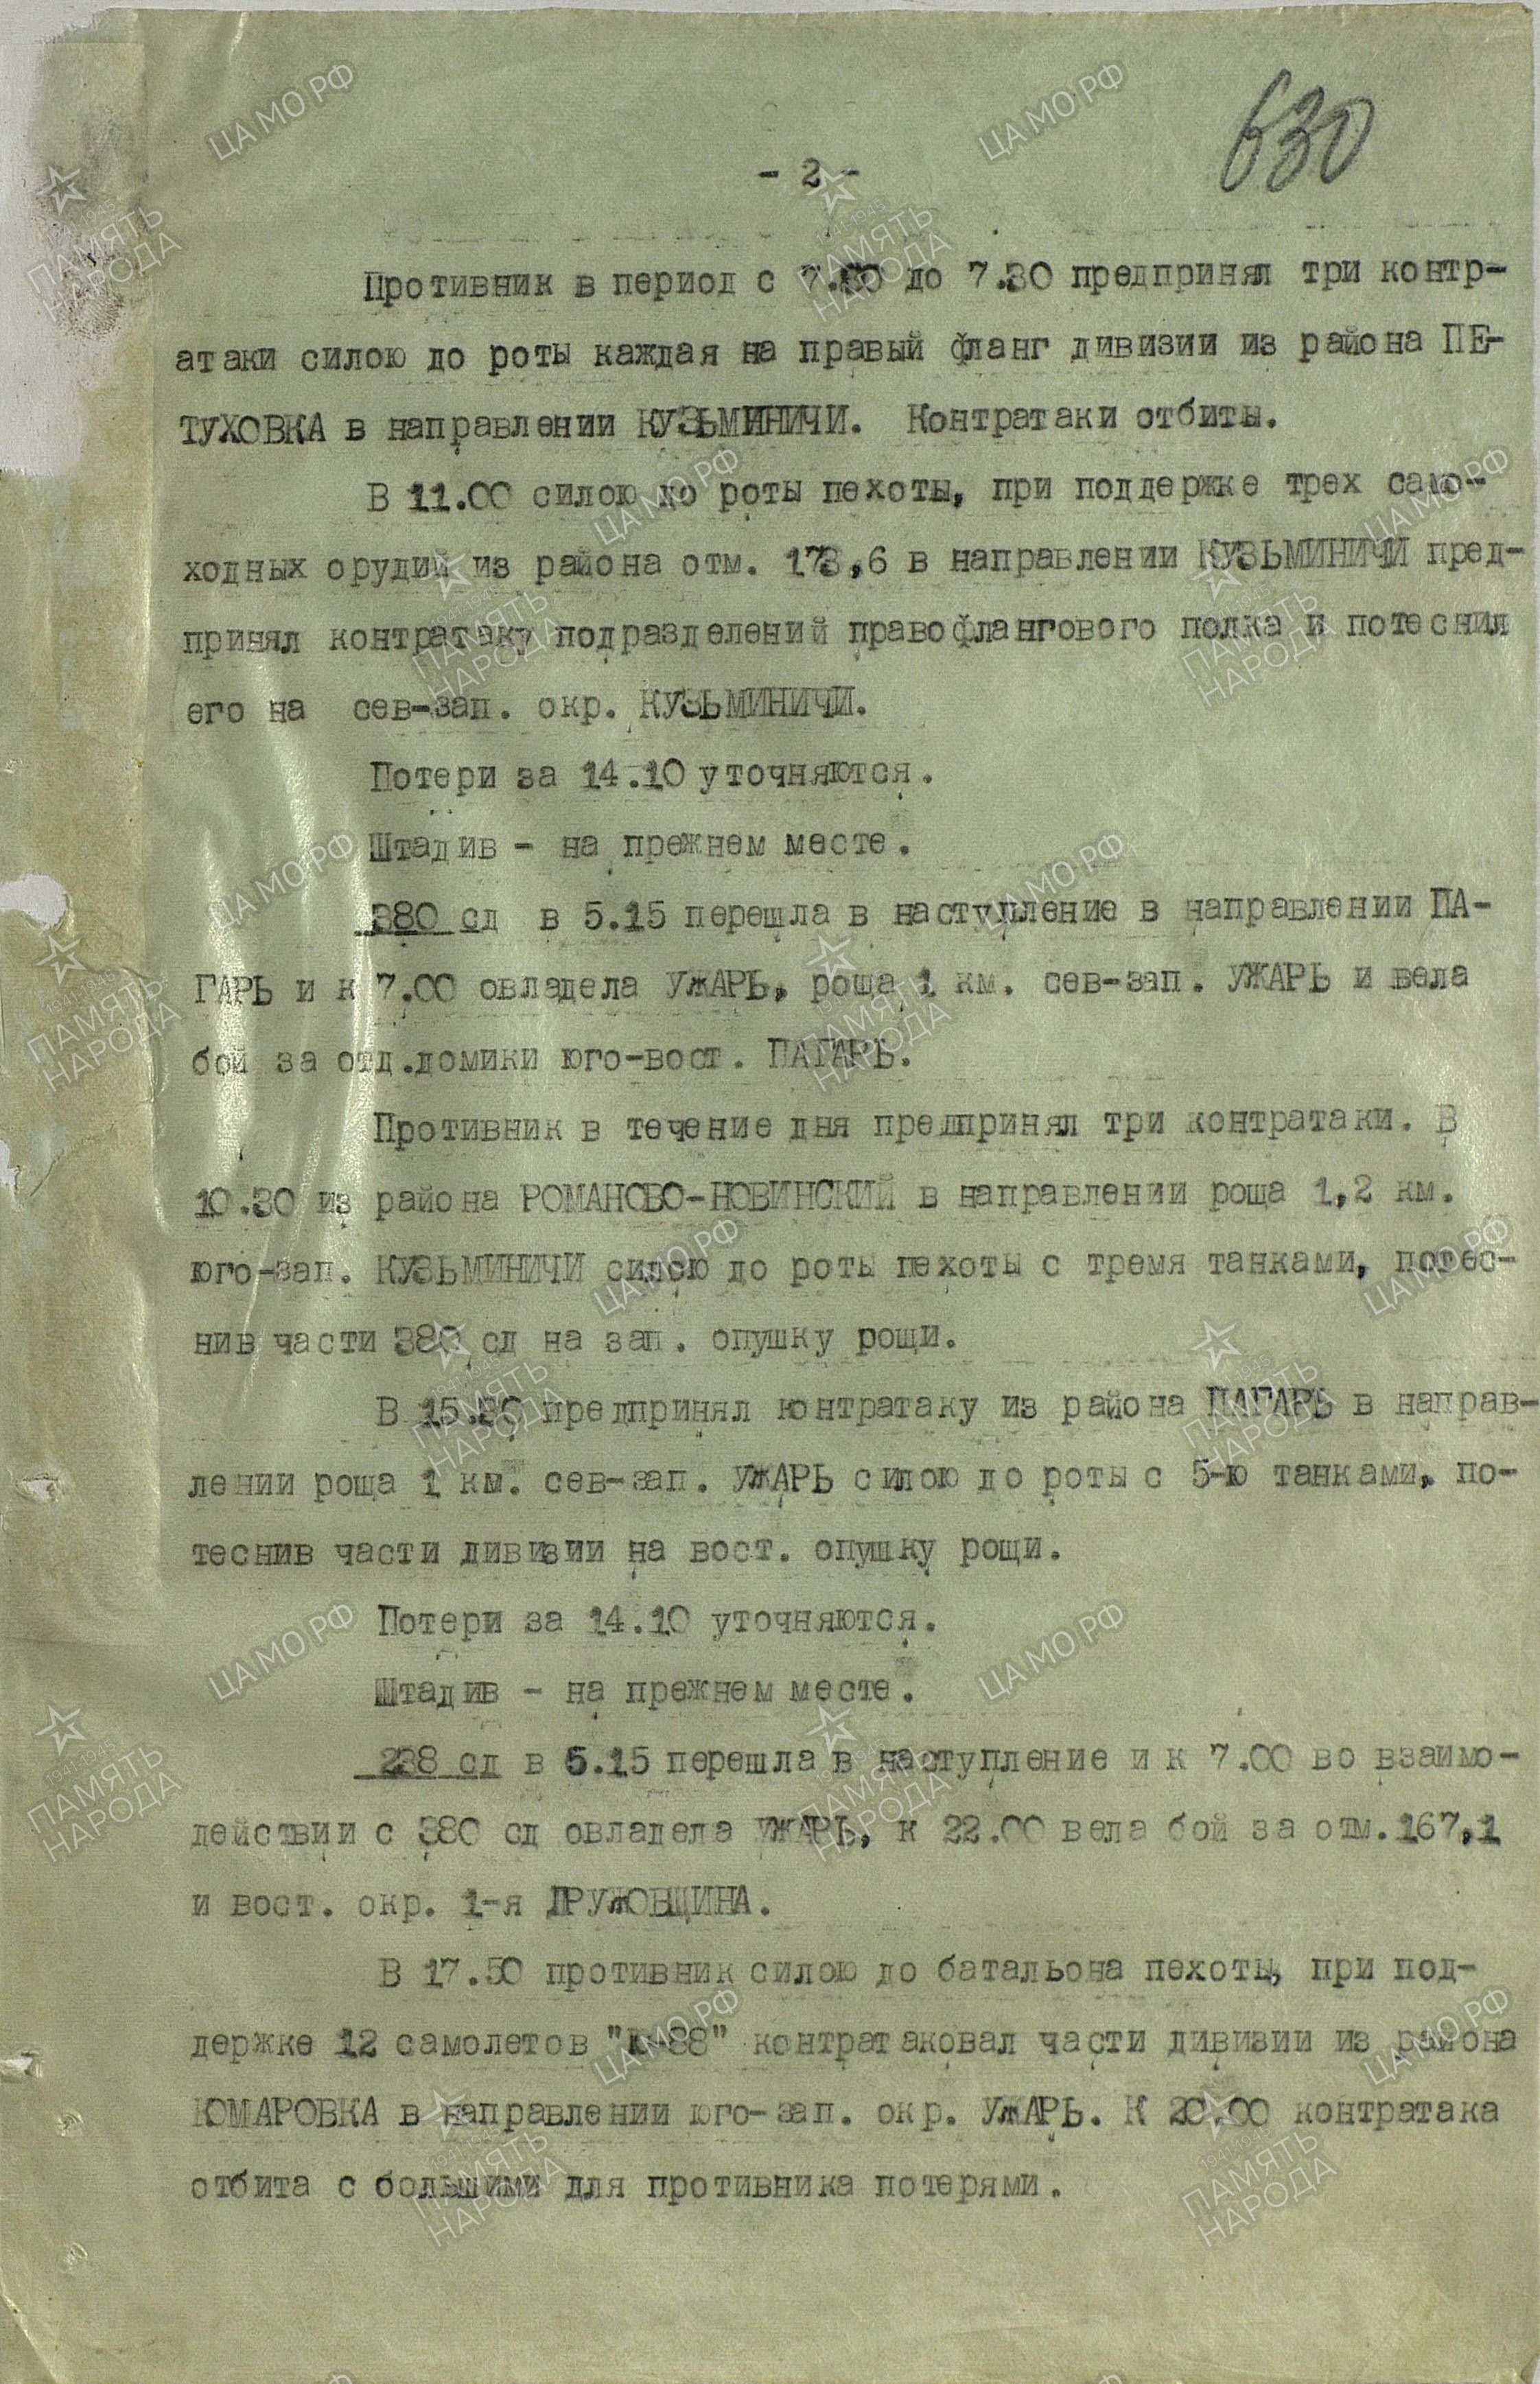 630
- 2 -
Противник в период с 7.00 до 7.30 предпринял три контр-
атаки силою до роты каждая на правый фланг дивизии из района ПЕ-
ТУХОВКА в направлении КУЗЬМИНИЧИ. Контратаки отбиты.
В 11.00 силою до роты пехоты, при поддержке трех само-
ходных орудий из района отм. 173,6 в направлении КУЗЬМИНИЧИ пред-
принял контратаку подразделений правофлангового полка и потеснил
его на сев-зап. окр. КУЗЬМИНИЧИ.
Потери за 14.10 уточняются.
Штадив - на прежнем месте.
380 сд в 5.15 перешла в наступление в направлении ПА-
ГАРЬ и к 7.00 овладела УЖАРЬ, роща 1 км. сев-зап. УЖАРЬ и вела
бой за отд.домики юго-вост. ПАГАРЬ.
Противник в течение дня предпринял три контратаки. В
10.30 из района РОМАНОВО-НОВИНСКИЙ в направлении роща 1,2 км.
юго-зап. КУЗЬМИНИЧИ силою до роты пехоты с тремя танками, потес-
нив части 380 сд на зап. опушку рощи.
В предпринял контратаку из района ПАГАРЬ в направ-
лении роща 1 км. сев-зап. УЖАРЬ силою до роты с 5-ю танками, по-
теснив части дивизии на вост. опушку рощи.
Потери за 14.10 уточняются.
Штадив - на прежнем месте.
238 сд в 5.15 перешла в наступление и к 7.00 во взаимо-
действии с 380 сд овладела УЖАРЬ, к 22.00 вела бой за отм.167,1
и вост. окр. 1-я ДРУЖОВЩИНА.
В 17.50 противник силою до батальона пехоты, при под-
держке 12 самолетов контратаковал части дивизии из района
КОМАРОВКА в направлении юго-зап. окр. УЖАРЬ. К 20.00 контратака
отбита с большими для противника потерями.